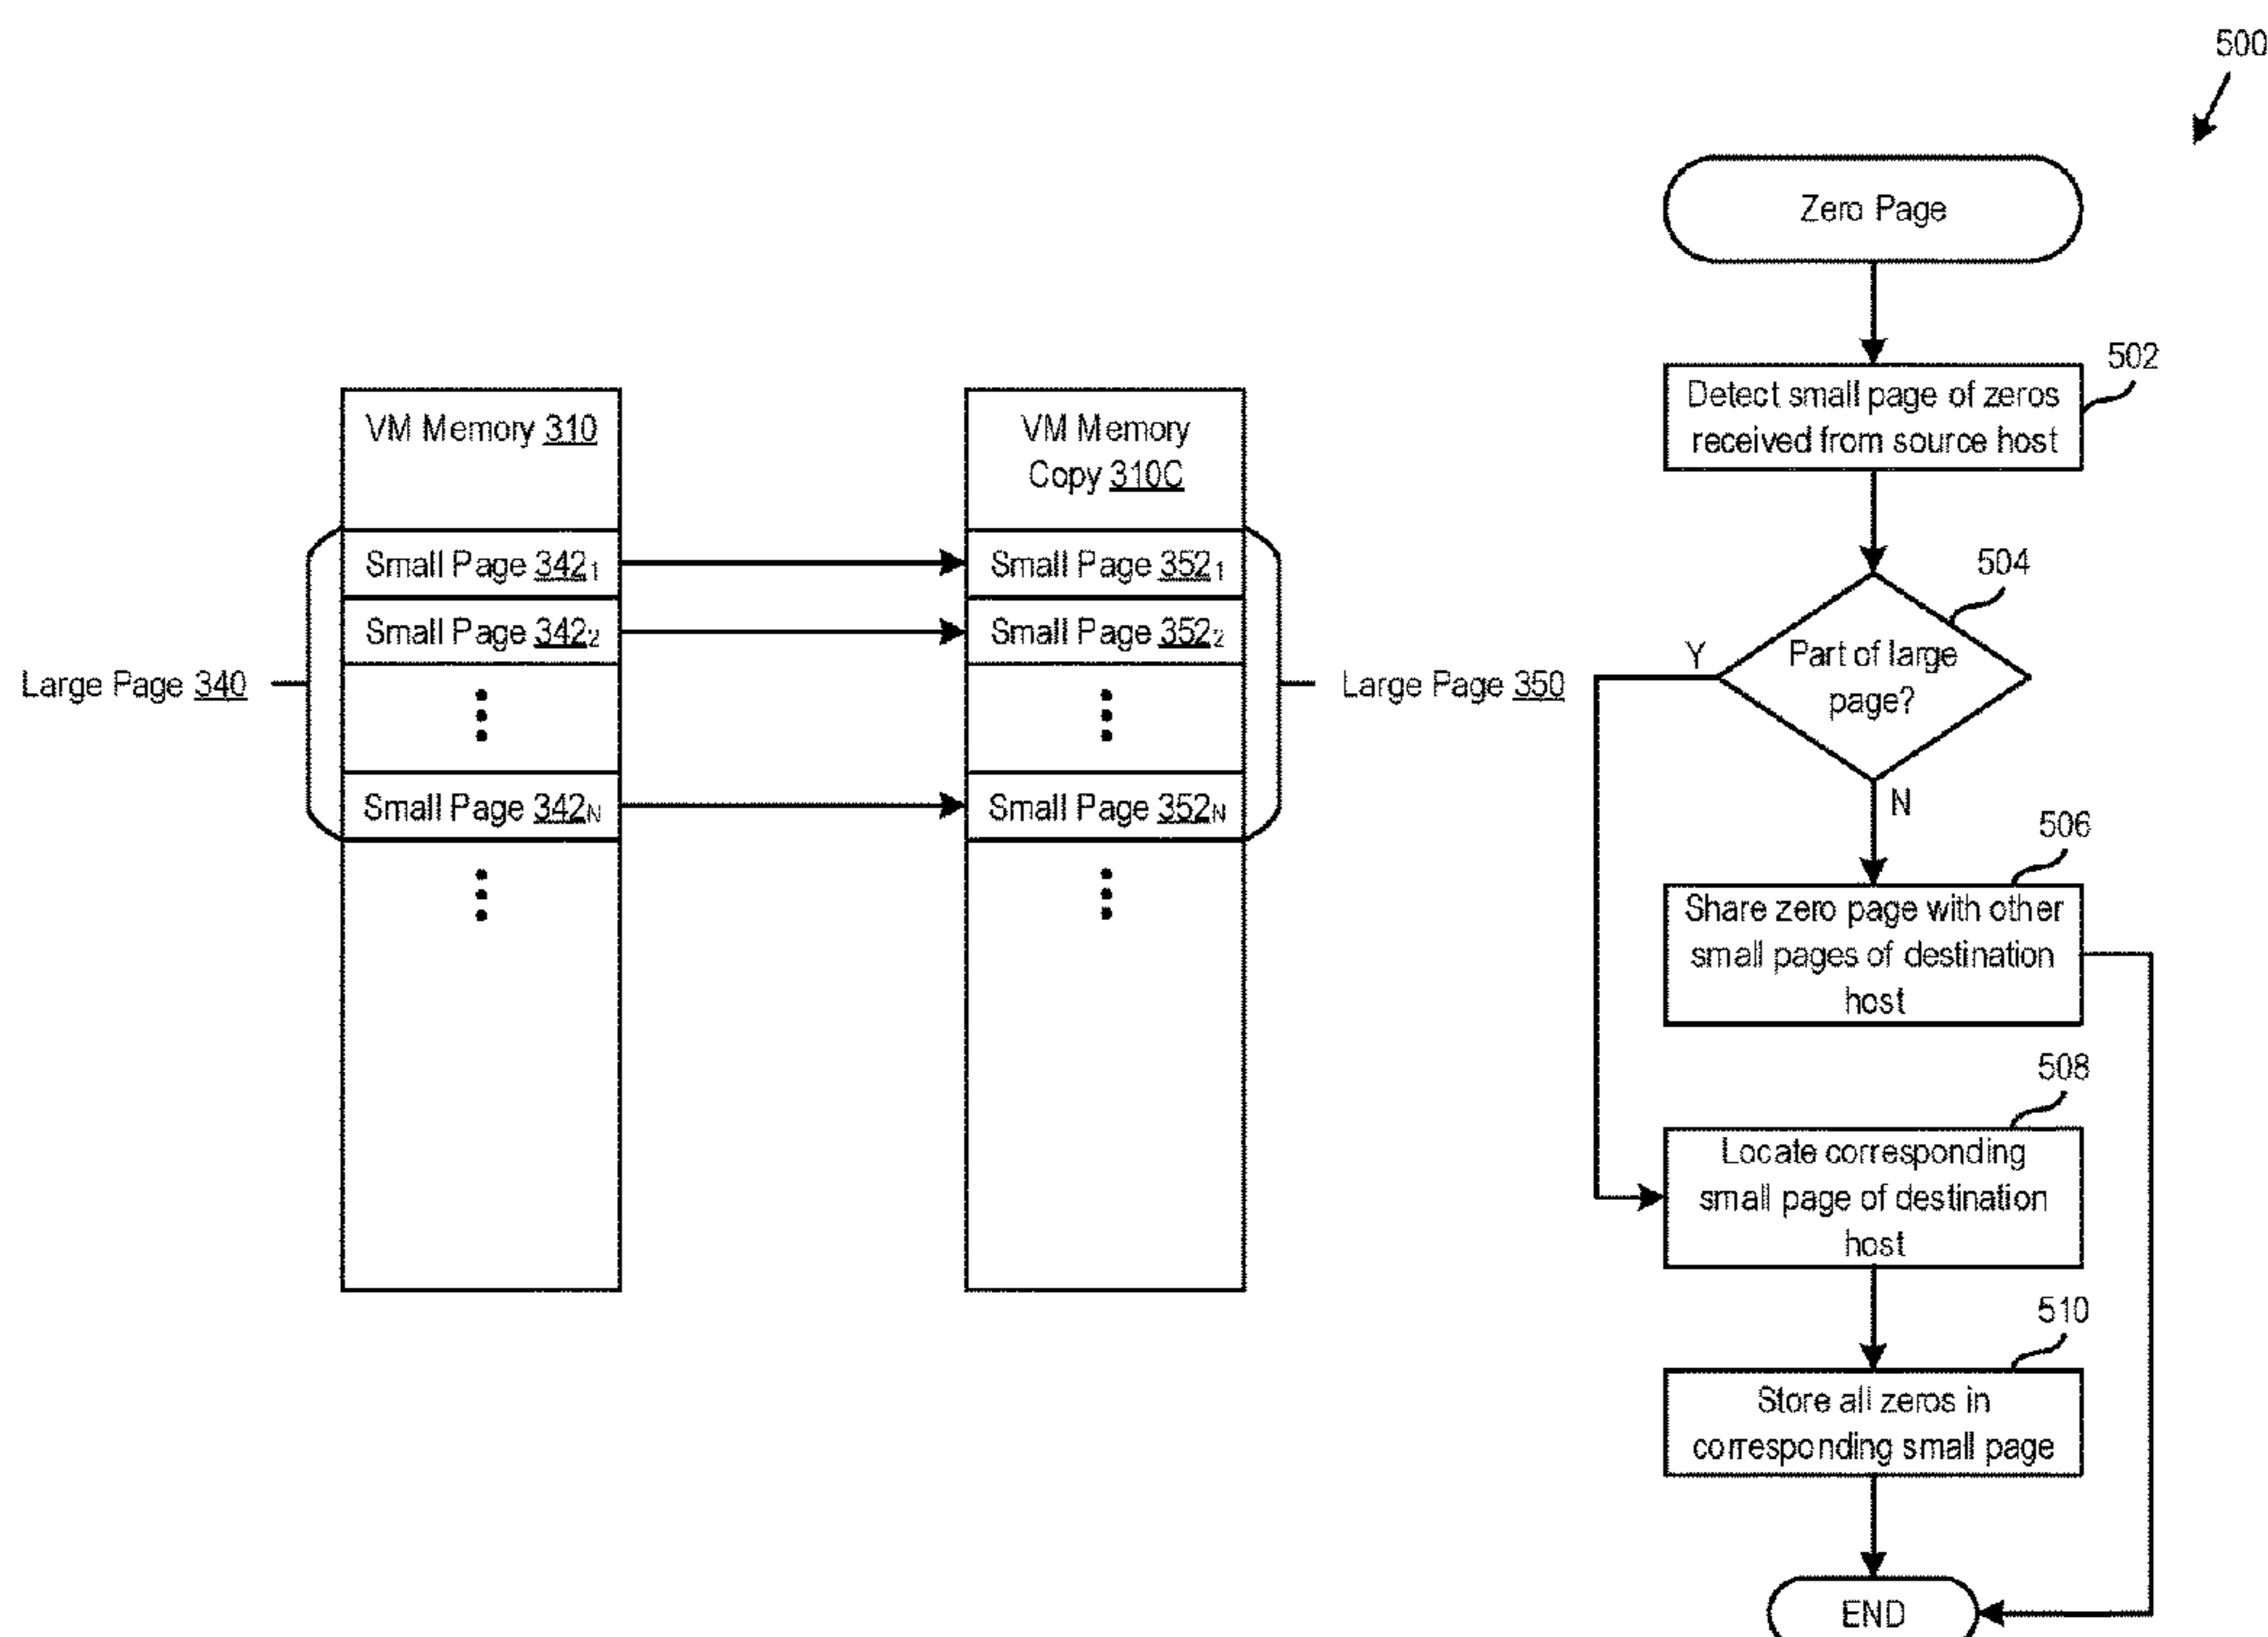 500
Zero Page
502
Detect small page of zeros
received from source host
VM Memory 310
VM Memory
Copy 310C
504
Small Page 342₁
Small Page 352₁
Small Page 342₂
Small Page 352₂
Large Page 340
Large Page 350
Y
Part of large
page?
N
Small Page 342N
Small Page 352N
506
Share zero page with other
small pages of destination
host
508
Locate corresponding
small page of destination
host
510
Store all zeros in
corresponding small page
END